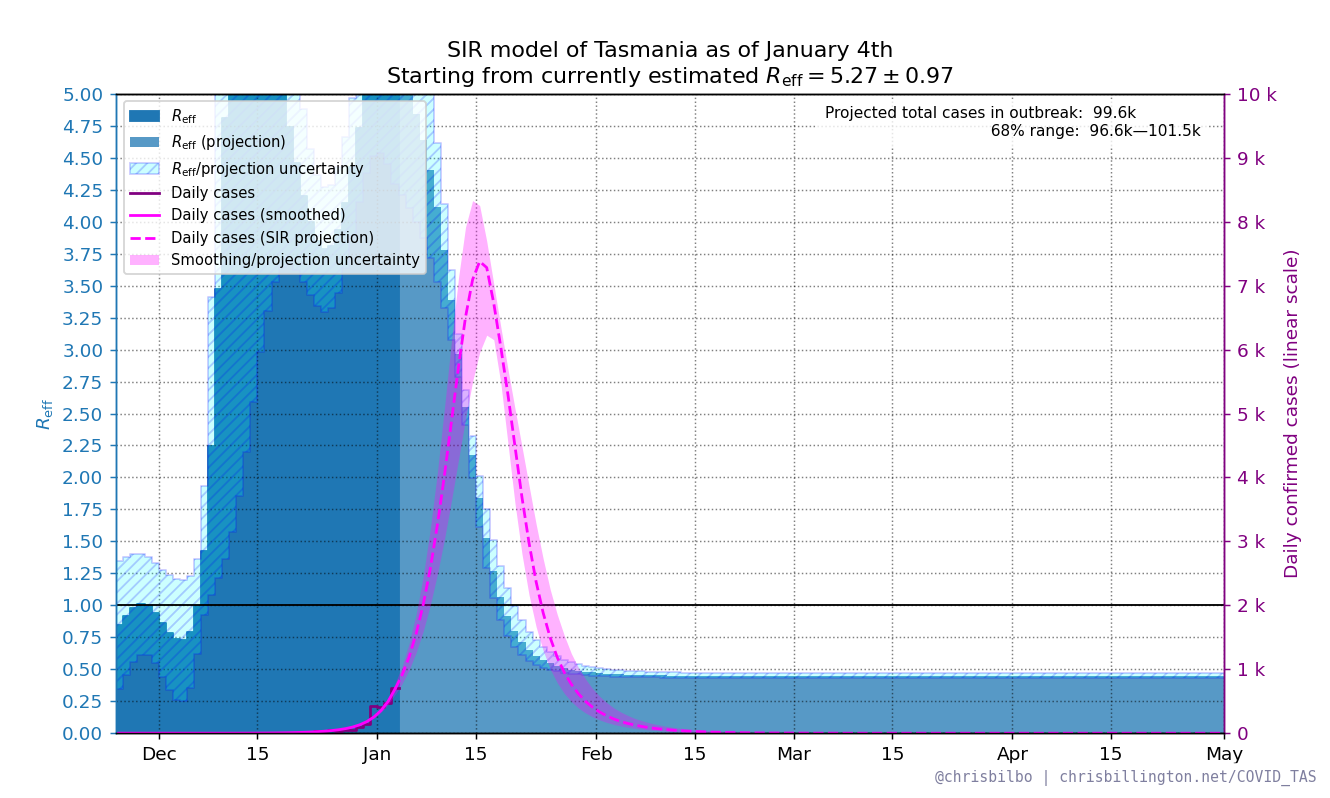 SIR model of Tasmania as of January 4th
Starting from currently estimated Reff = 5.27 ± 0.97
Projected total cases in outbreak: 99.6k
68% range: 96.6k—101.5k
Reff
Reff (projection)
Reff/projection uncertainty
Daily cases
Daily cases (smoothed)
Daily cases (SIR projection)
Smoothing/projection uncertainty
Reff
5.00
4.75
4.50
4.25
4.00
3.75
3.50
3.25
3.00
2.75
2.50
2.25
2.00
1.75
1.50
1.25
1.00
0.75
0.50
0.25
0.00
10 k
9 k
8 k
7 k
6 k
5 k
4 k
3 k
2 k
1 k
0
Daily confirmed cases (linear scale)
Dec 15 Jan 15 Feb 15 Mar 15 Apr 15 May
@chrisbilbo | chrisbillington.net/COVID_TAS